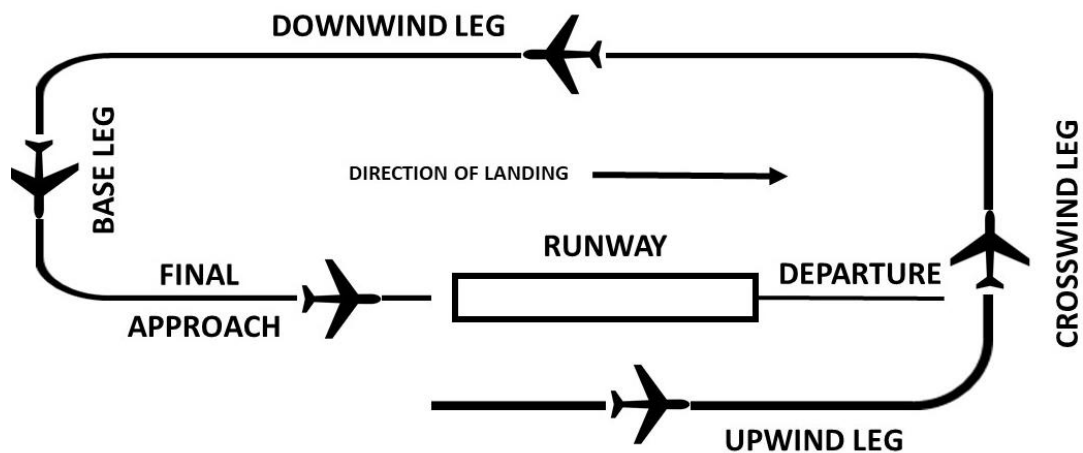 DOWNWIND LEG
BASE LEG
DIRECTION OF LANDING
CROSSWIND LEG
RUNWAY
FINAL
APPROACH
DEPARTURE
UPWIND LEG